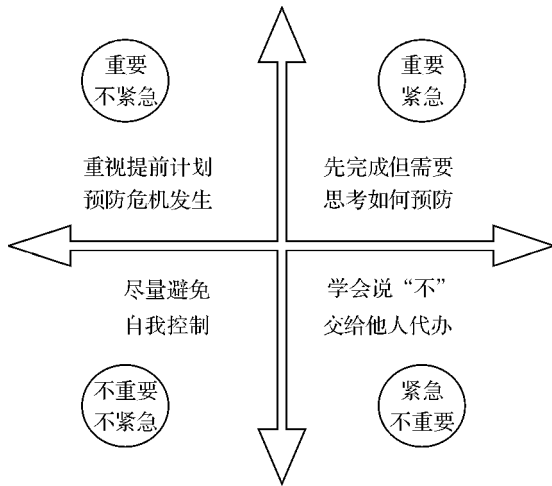 重要
不紧急
重要
紧急
重视提前计划
预防危机发生
先完成但需要
思考如何预防
尽量避免
自我控制
学会说“不”
交给他人代办
不重要
不紧急
紧急
不重要